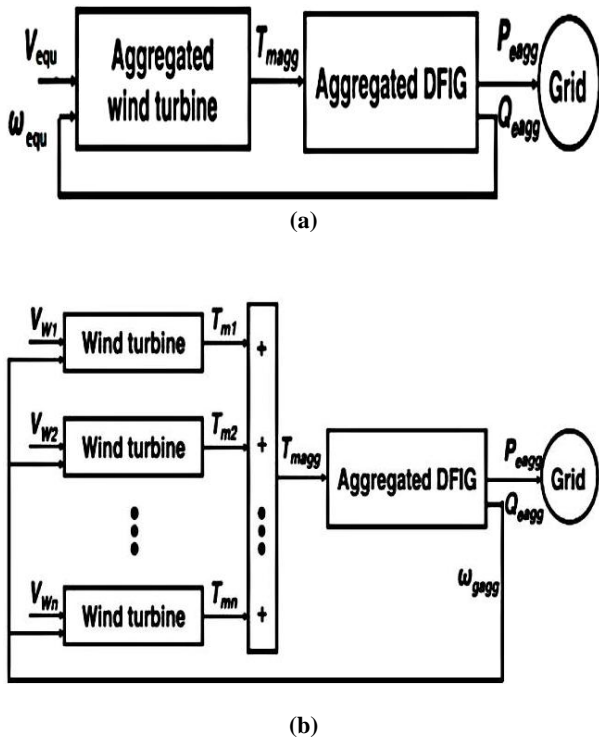 V_equ
ω_equ
Aggregated
wind turbine
T_magg
Aggregated DFIG
P_eagg
Q_eagg
Grid
(a)
V_W1
Wind turbine
T_m1
+
V_W2
Wind turbine
T_m2
+
T_magg
Aggregated DFIG
P_eagg
Q_eagg
Grid
ω_gagg
V_Wn
Wind turbine
T_mn
+
(b)